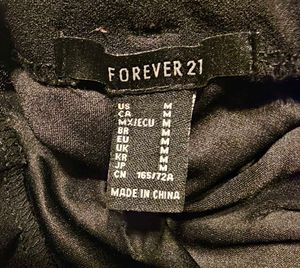 FOREVER 21
US M
CA M
MX/ECU M
BR M
EU M
UK M
KR M
JP M
CN 165/72A
MADE IN CHINA